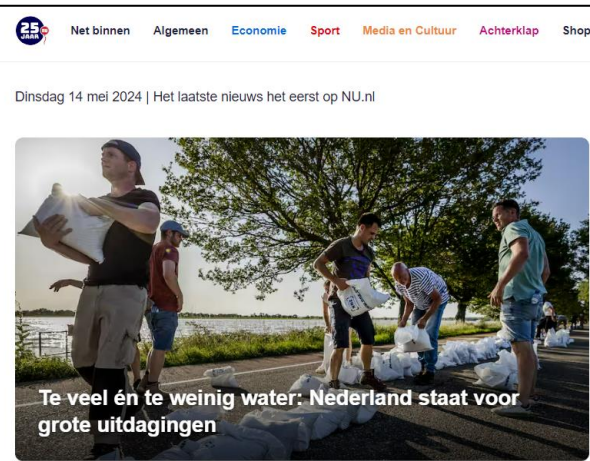 25
JAAR
Net binnen Algemeen Economie Sport Media en Cultuur Achterklap Shop
Dinsdag 14 mei 2024 | Het laatste nieuws het eerst op NU.nl
Te veel én te weinig water: Nederland staat voor
grote uitdagingen